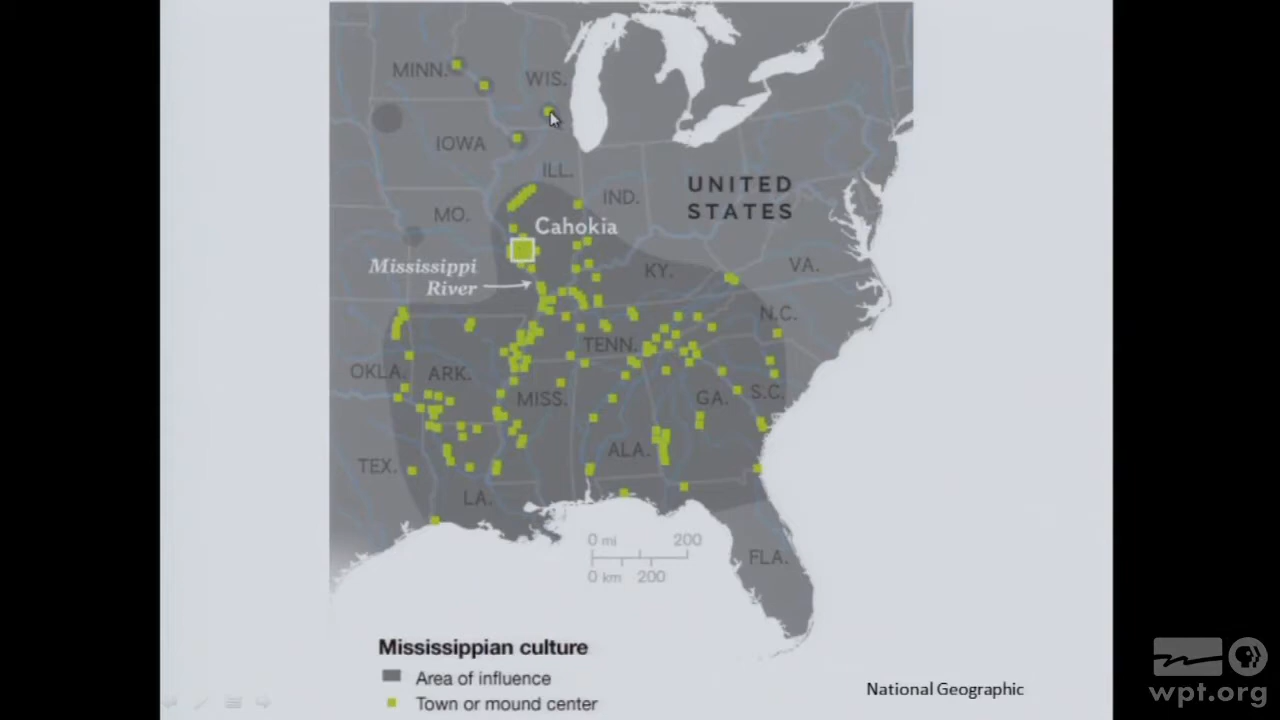 MINN.
WIS.
IOWA
ILL.
UNITED
STATES
IND.
MO.
Cahokia
Mississippi
River
KY.
VA.
N.C.
TENN.
OKLA.
ARK.
MISS.
GA.
S.C.
ALA.
TEX.
LA.
0 mi 200
0 km 200
FLA.
Mississippian culture
Area of influence
Town or mound center
National Geographic
PBS
wpt.org